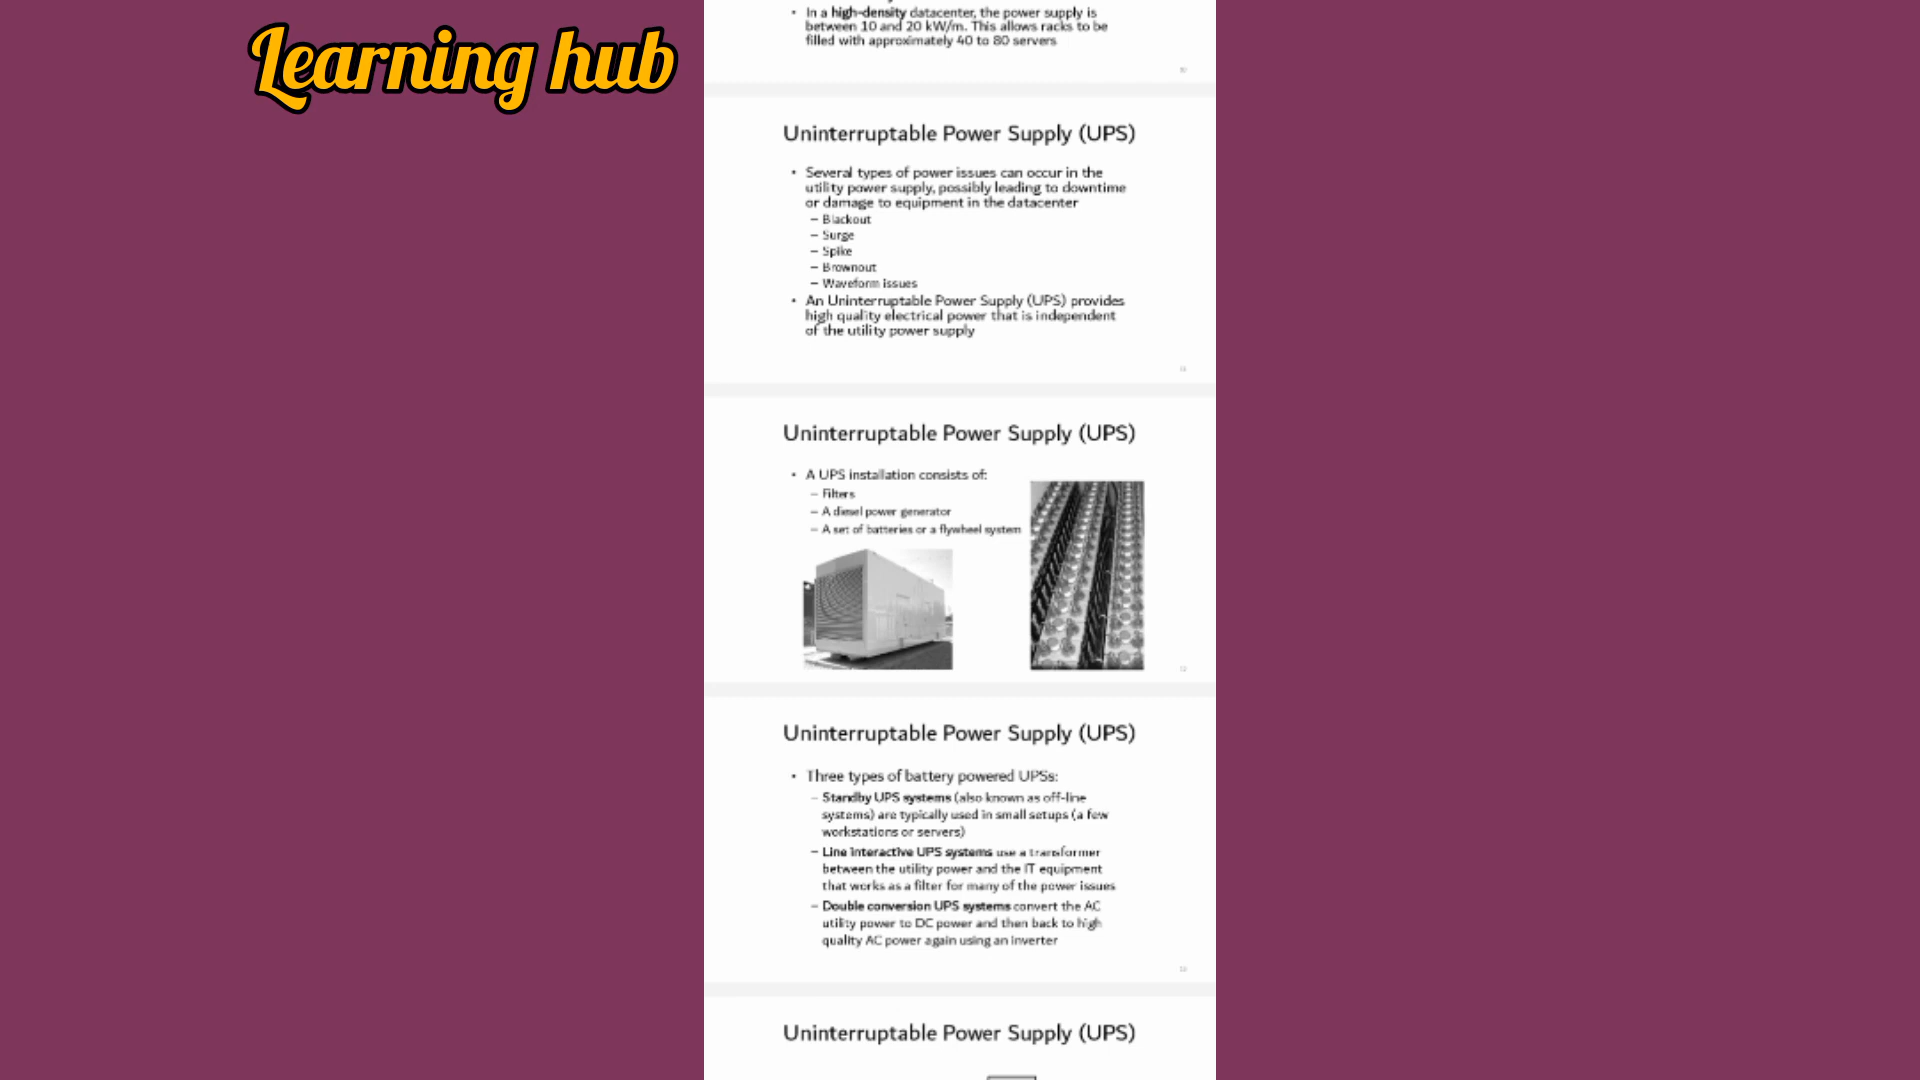 Learning hub
• In a high-density datacenter, the power supply is
between 10 and 20 kW/m. This allows racks to be
filled with approximately 40 to 80 servers
10
Uninterruptable Power Supply (UPS)
• Several types of power issues can occur in the
utility power supply, possibly leading to downtime
or damage to equipment in the datacenter
– Blackout
– Surge
– Spike
– Brownout
– Waveform issues
• An Uninterruptable Power Supply (UPS) provides
high quality electrical power that is independent
of the utility power supply
11
Uninterruptable Power Supply (UPS)
• A UPS installation consists of:
– Filters
– A diesel power generator
– A set of batteries or a flywheel system
12
Uninterruptable Power Supply (UPS)
• Three types of battery powered UPSs:
– Standby UPS systems (also known as off-line
systems) are typically used in small setups (a few
workstations or servers)
– Line interactive UPS systems use a transformer
between the utility power and the IT equipment
that works as a filter for many of the power issues
– Double conversion UPS systems convert the AC
utility power to DC power and then back to high
quality AC power again using an inverter
13
Uninterruptable Power Supply (UPS)